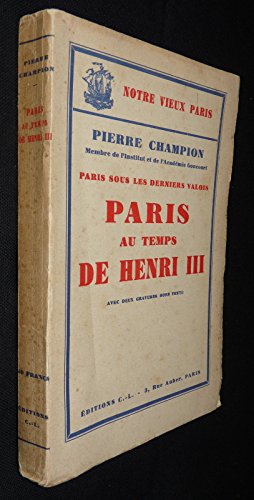 PIERRE
CHAMPION
PARIS
AU TEMPS
DE HENRI III
FRANCS
ÉDITIONS
C.-L.
NOTRE VIEUX PARIS
PIERRE CHAMPION
Membre de l'Institut et de l'Académie Goncourt
PARIS SOUS LES DERNIERS VALOIS
PARIS
AU TEMPS
DE HENRI III
AVEC DEUX GRAVURES HORS TEXTE
ÉDITIONS C.-L. - 3, Rue Auber, PARIS